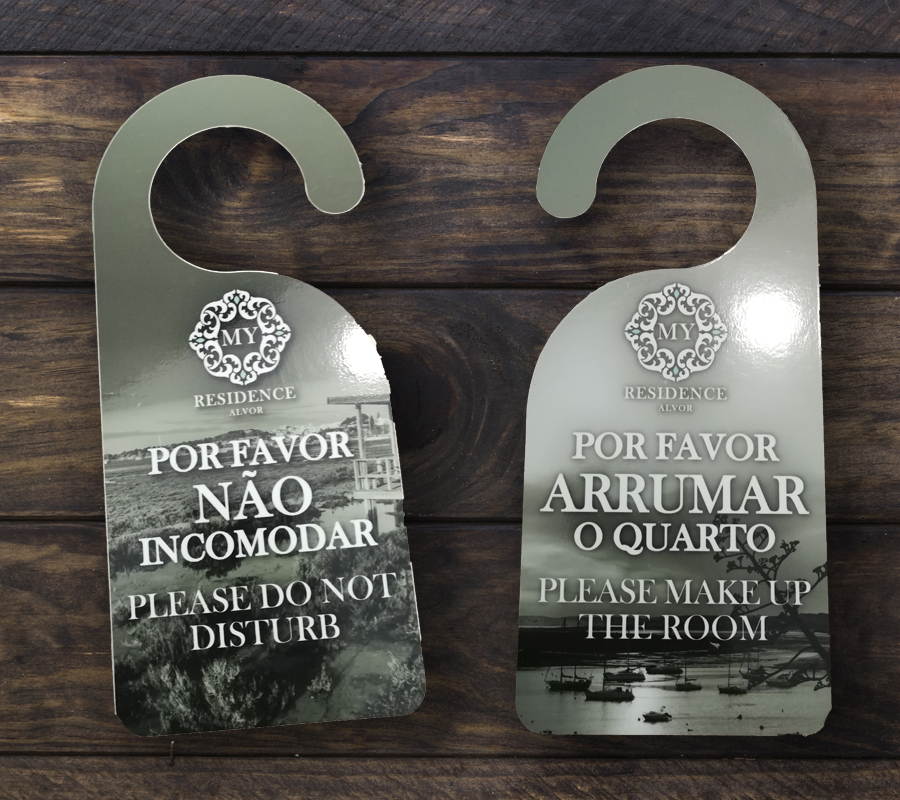 MY
RESIDENCE
ALVOR
POR FAVOR
NÃO
INCOMODAR
PLEASE DO NOT
DISTURB
MY
RESIDENCE
ALVOR
POR FAVOR
ARRUMAR
O QUARTO
PLEASE MAKE UP
THE ROOM